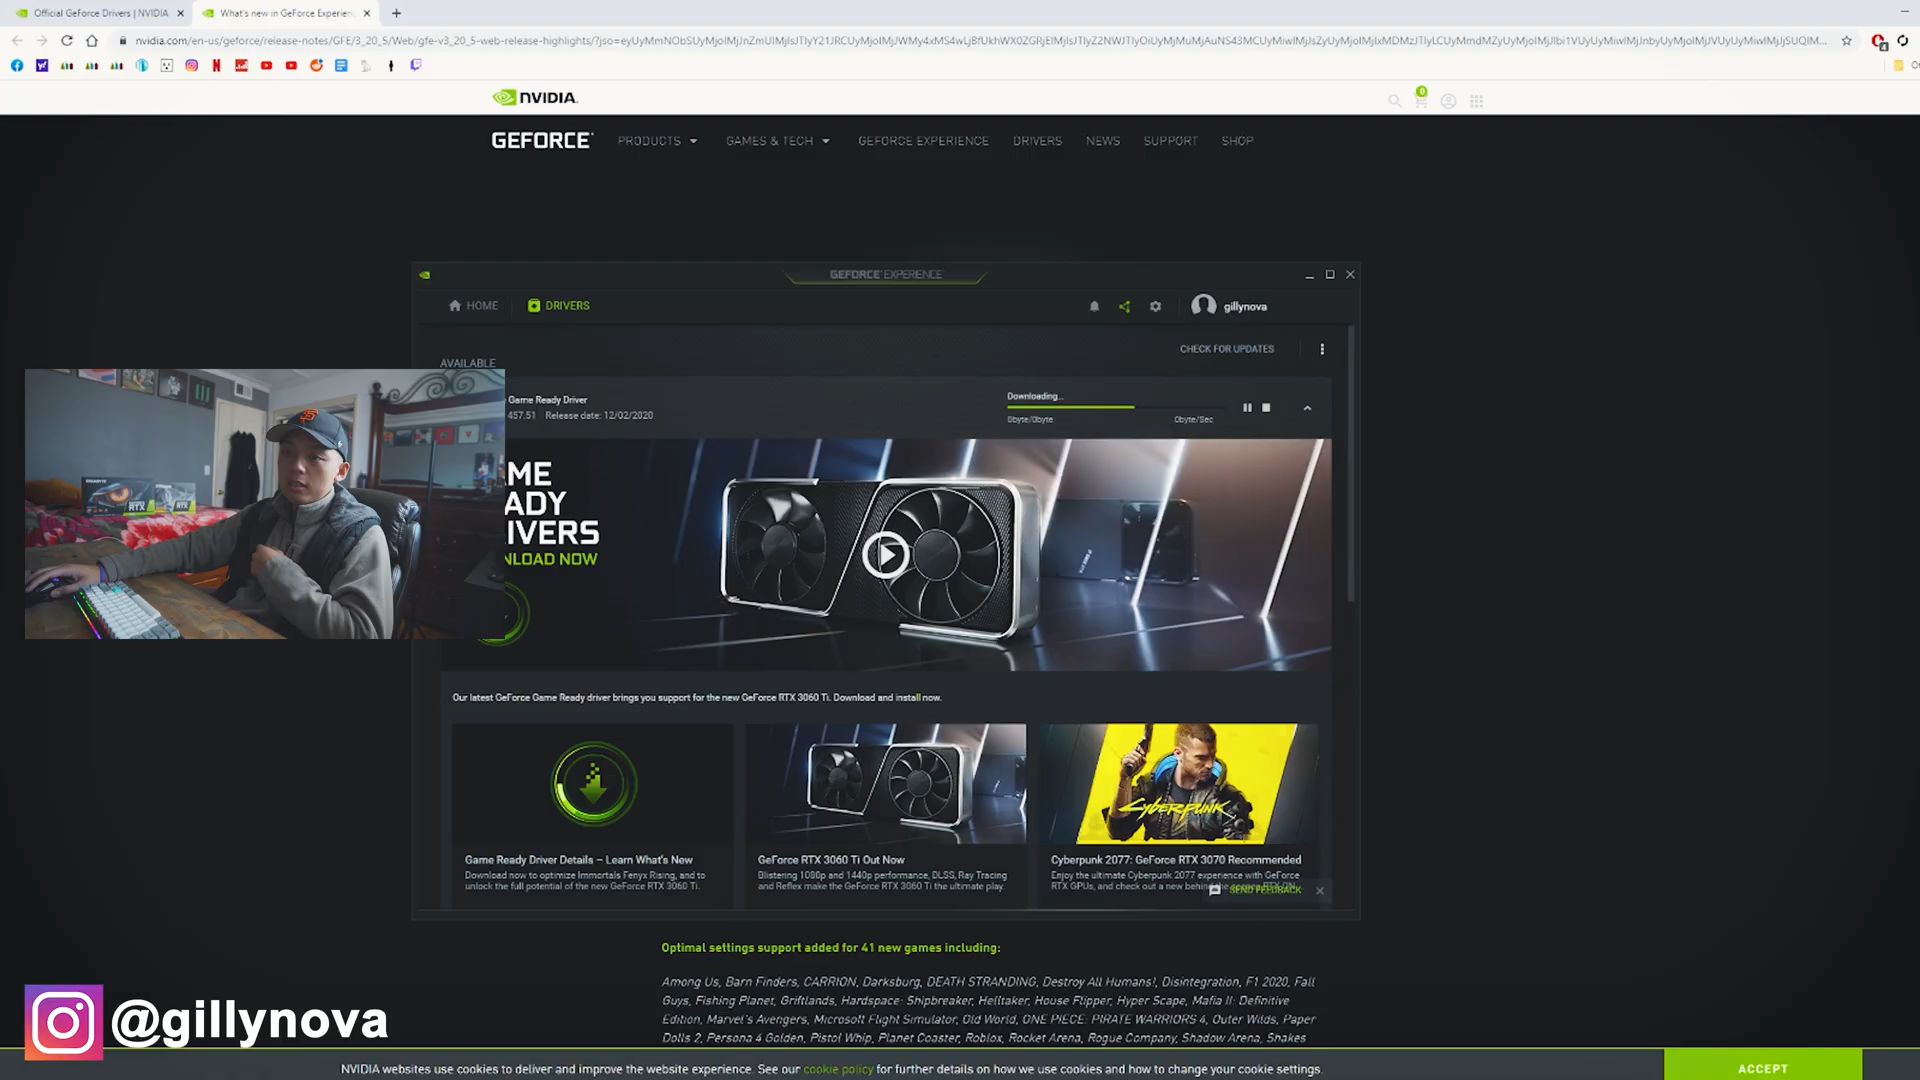 Official GeForce Drivers | NVIDIA
What's new in GeForce Experien
NVIDIA.
0
GEFORCE PRODUCTS GAMES & TECH GEFORCE EXPERIENCE DRIVERS NEWS SUPPORT SHOP
GEFORCE EXPERIENCE
HOME DRIVERS gillynova
CHECK FOR UPDATES
AVAILABLE
Game Ready Driver
457.51 Release date: 12/02/2020
Downloading...
0byte/0byte 0byte/Sec
ME
ADY
IVERS
NLOAD NOW
Our latest GeForce Game Ready driver brings you support for the new GeForce RTX 3060 Ti. Download and install now.
Game Ready Driver Details – Learn What's New
Download now to optimize Immortals Fenyx Rising, and to
unlock the full potential of the new GeForce RTX 3060 Ti.
GeForce RTX 3060 Ti Out Now
Blistering 1080p and 1440p performance, DLSS, Ray Tracing
and Reflex make the GeForce RTX 3060 Ti the ultimate play.
CYBERPUNK
Cyberpunk 2077: GeForce RTX 3070 Recommended
Enjoy the ultimate Cyberpunk 2077 experience with GeForce
RTX GPUs, and check out a new behind the scenes RTX ON
SEND FEEDBACK
Optimal settings support added for 41 new games including:
Among Us, Barn Finders, CARRION, Darksburg, DEATH STRANDING, Destroy All Humans!, Disintegration, F1 2020, Fall
Guys, Fishing Planet, Griftlands, Hardspace: Shipbreaker, Helltaker, House Flipper, Hyper Scape, Mafia II: Definitive
Edition, Marvel's Avengers, Microsoft Flight Simulator, Old World, ONE PIECE: PIRATE WARRIORS 4, Outer Wilds, Paper
Dolls 2, Persona 4 Golden, Pistol Whip, Planet Coaster, Roblox, Rocket Arena, Rogue Company, Shadow Arena, Shakes
@gillynova
NVIDIA websites use cookies to deliver and improve the website experience. See our cookie policy for further details on how we use cookies and how to change your cookie settings.
ACCEPT